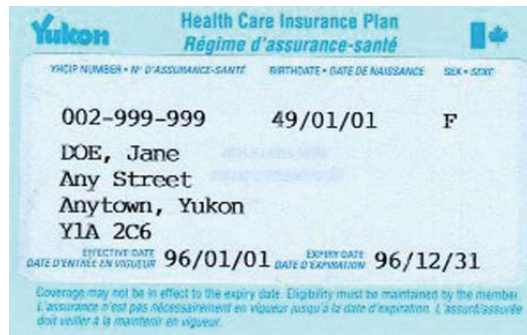 Yukon
Health Care Insurance Plan
Régime d'assurance-santé
YHCIP NUMBER • Nº D'ASSURANCE-SANTÉ BIRTHDATE • DATE DE NAISSANCE SEX • SEXE
002-999-999 49/01/01 F
DOE, Jane
Any Street
Anytown, Yukon
Y1A 2C6
EFFECTIVE DATE
DATE D'ENTRÉE EN VIGUEUR 96/01/01 EXPIRY DATE
DATE D'EXPIRATION 96/12/31
Coverage may not be in effect to the expiry date. Eligibility must be maintained by the member.
L'assurance n'est pas nécessairement en vigueur jusqu'à la date d'expiration. L'assuré/assurée
doit veiller à la maintenir en vigueur.